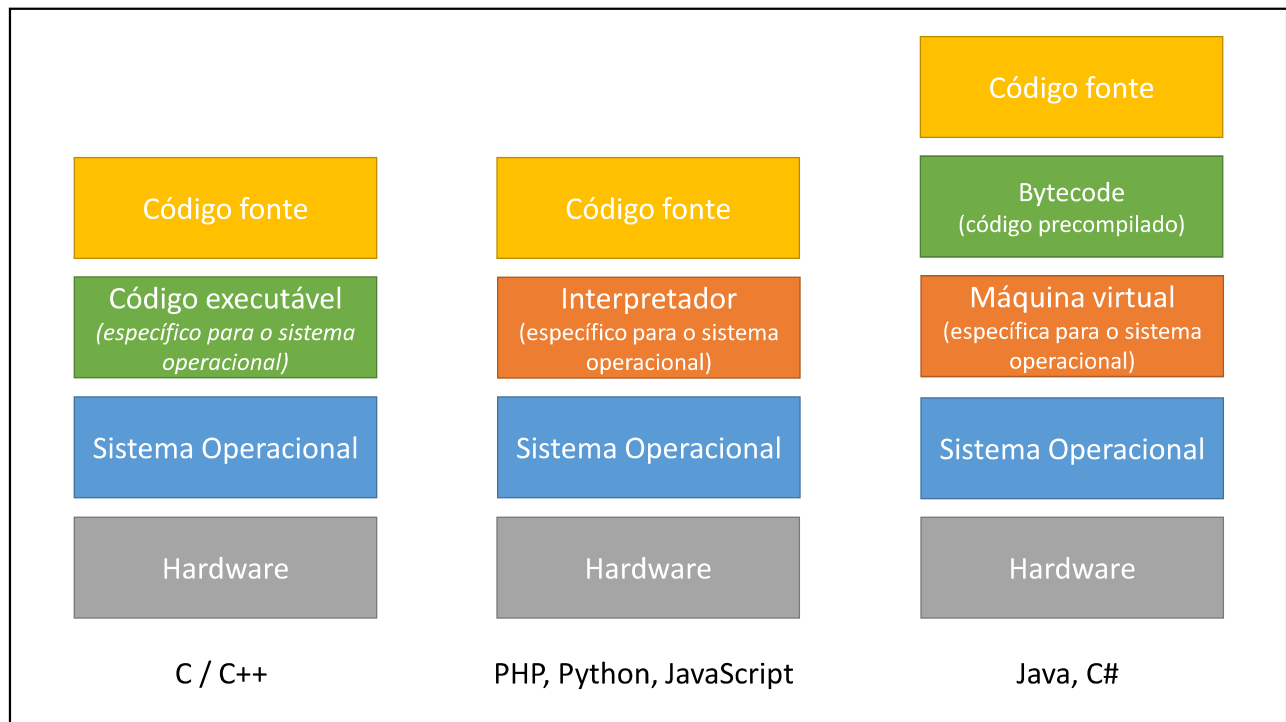 Código fonte
Código executável
(específico para o sistema
operacional)
Sistema Operacional
Hardware
C / C++
Código fonte
Interpretador
(específico para o sistema
operacional)
Sistema Operacional
Hardware
PHP, Python, JavaScript
Código fonte
Bytecode
(código precompilado)
Máquina virtual
(específica para o sistema
operacional)
Sistema Operacional
Hardware
Java, C#